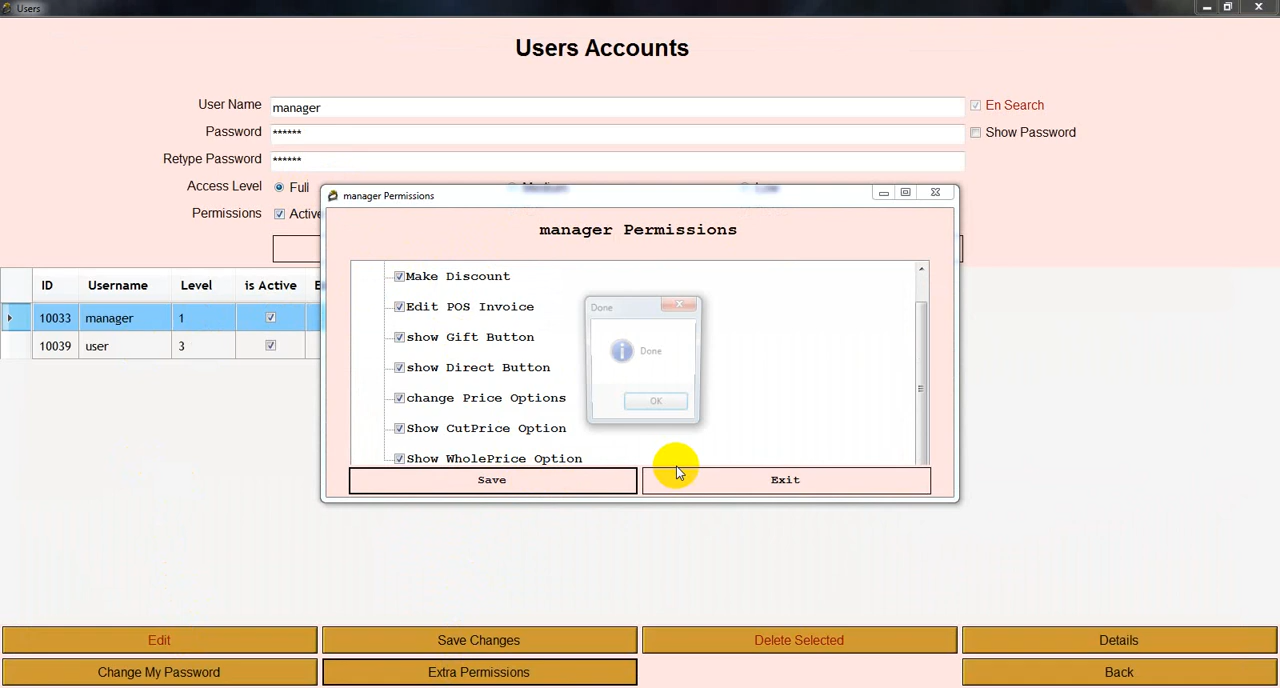 Users
Users Accounts
User Name manager En Search
Password ****** Show Password
Retype Password ******
Access Level Full Medium Low
Permissions Active
manager Permissions
manager Permissions
Make Discount
Edit POS Invoice
show Gift Button
show Direct Button
change Price Options
Show CutPrice Option
Show WholePrice Option
Save Exit
Done
Done
OK
ID Username Level is Active
10033 manager 1
10039 user 3
Edit Save Changes Delete Selected Details
Change My Password Extra Permissions Back